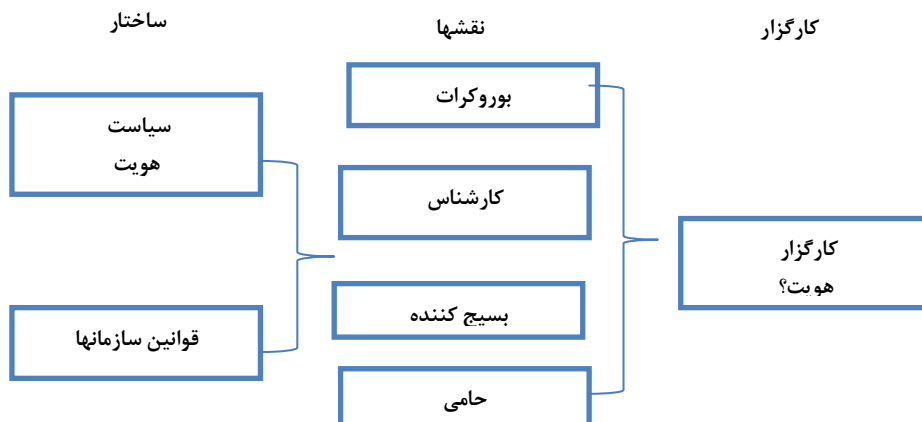 کارگزار
نقشها
ساختار
کارگزار
هویت؟
بوروکرات
کارشناس
بسیج کننده
حامی
سیاست
هویت
قوانین سازمانها